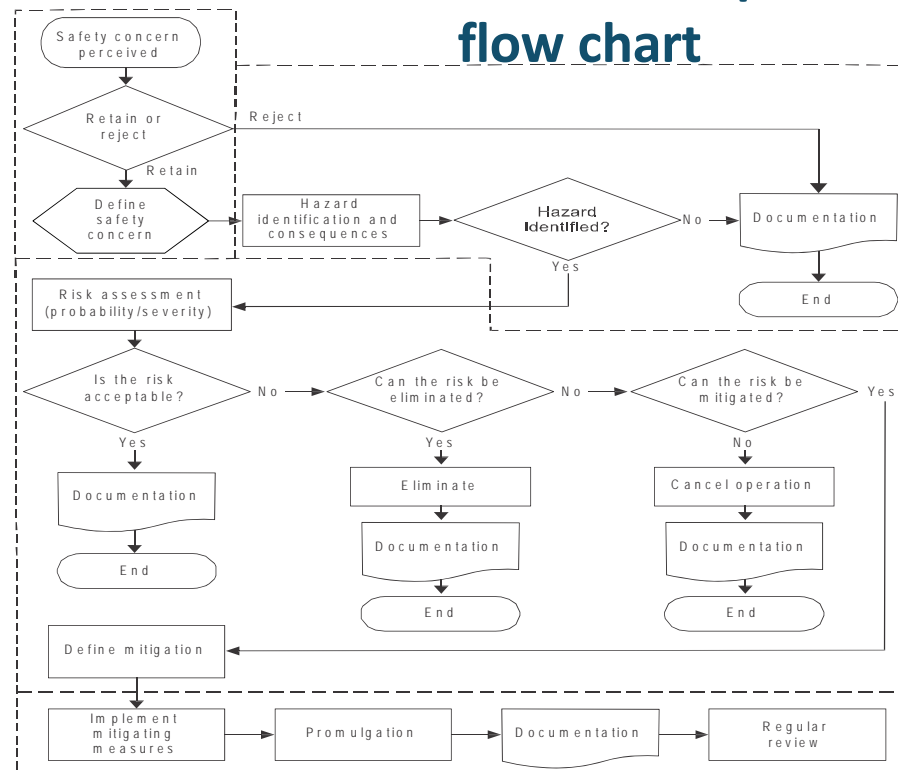 flow chart
Safety concern
perceived
Retain or
reject
Reject
Retain
Define
safety
concern
Hazard
identification and
consequences
Hazard
Identified?
No
Documentation
Yes
End
Risk assessment
(probability/severity)
Is the risk
acceptable?
No
Can the risk be
eliminated?
No
Can the risk be
mitigated?
Yes
Yes
Yes
No
Documentation
Eliminate
Cancel operation
End
Documentation
Documentation
End
End
Define mitigation
Implement
mitigating
measures
Promulgation
Documentation
Regular
review